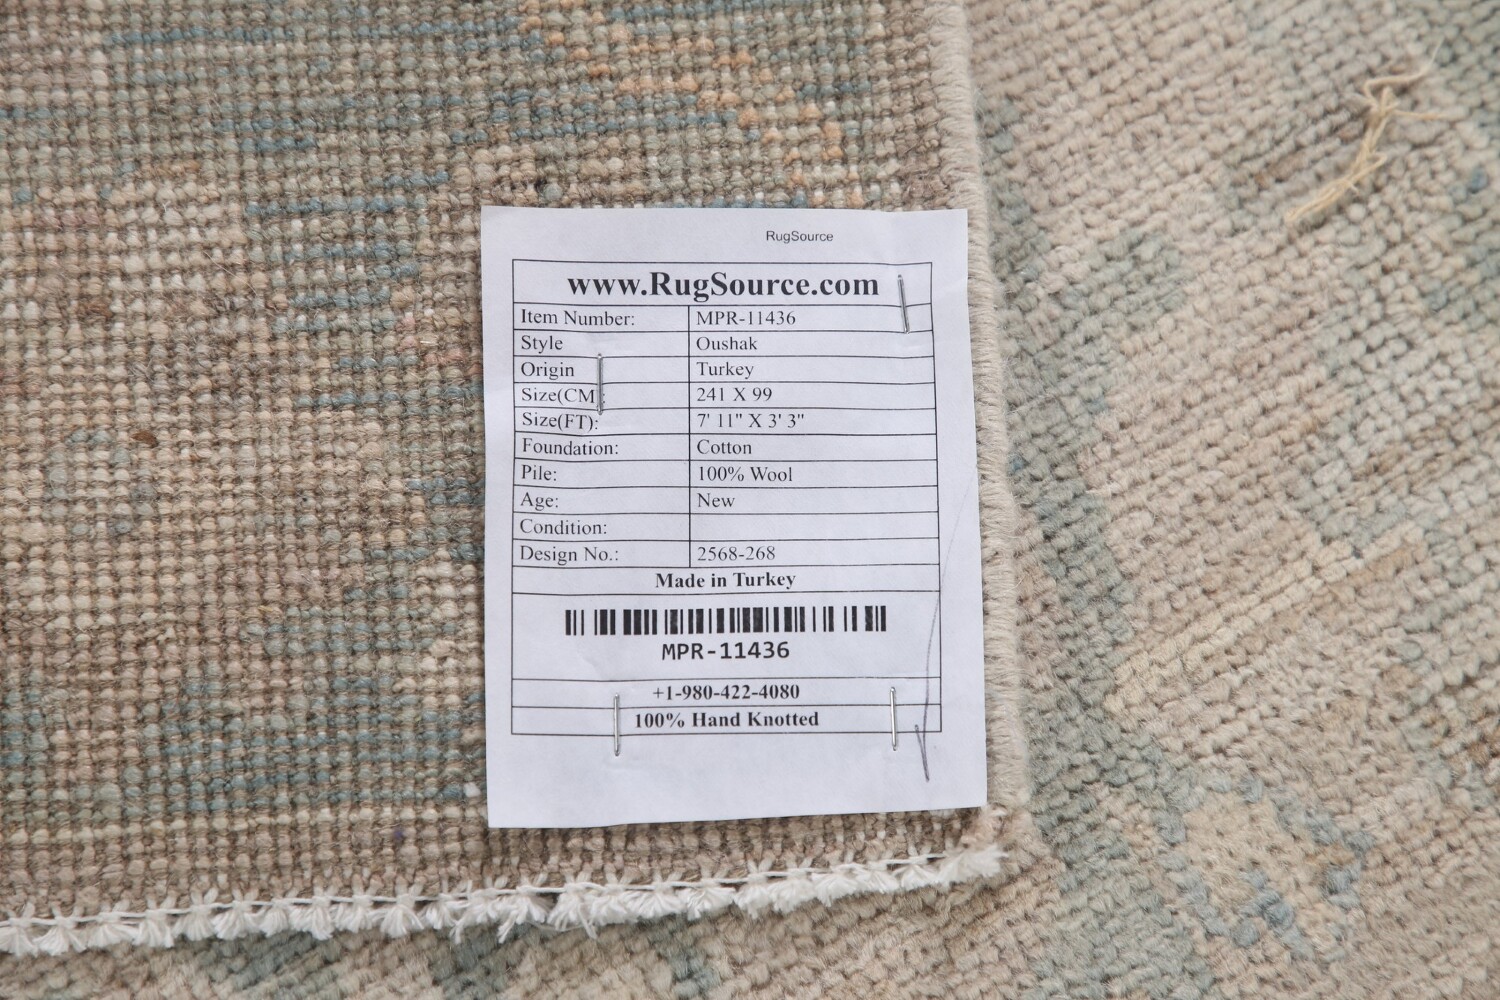 RugSource
www.RugSource.com
Item Number: MPR-11436
Style Oushak
Origin Turkey
Size(CM): 241 X 99
Size(FT): 7' 11" X 3' 3"
Foundation: Cotton
Pile: 100% Wool
Age: New
Condition:
Design No.: 2568-268
Made in Turkey
MPR-11436
+1-980-422-4080
100% Hand Knotted